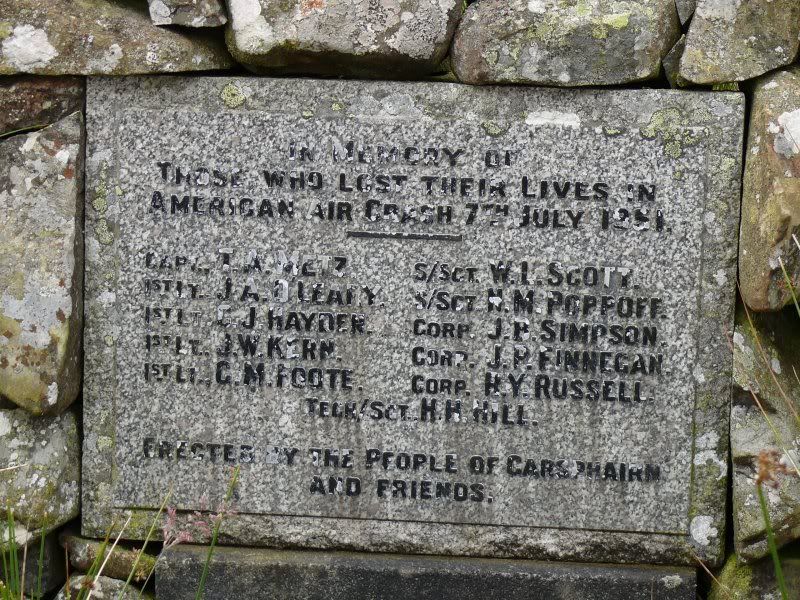 IN MEMORY OF
THOSE WHO LOST THEIR LIVES IN
AMERICAN AIR CRASH 7TH JULY 1951.
CAPT. T. A. METZ.
1ST LT. J. A. O'LEARY.
1ST LT. C. J. HAYDER.
1ST LT. J. W. KERN.
1ST LT. G. M. FOOTE.
S/SGT. W. L. SCOTT.
S/SGT. N. M. POPPOFF.
CORP. J. B. SIMPSON.
CORP. J. P. FINNEGAN
CORP. H. Y. RUSSELL.
TECH/SGT. H. H. HILL.
ERECTED BY THE PEOPLE OF CARSPHAIRN
AND FRIENDS.